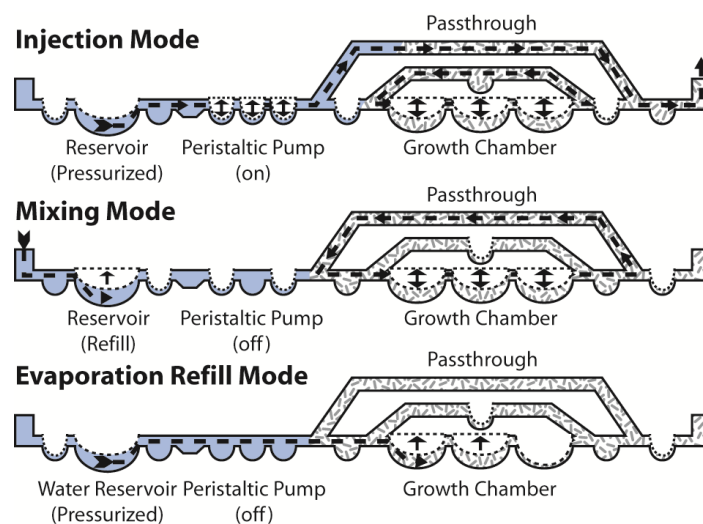 Injection Mode
Passthrough
Reservoir
(Pressurized)
Peristaltic Pump
(on)
Growth Chamber
Mixing Mode
Passthrough
Reservoir
(Refill)
Peristaltic Pump
(off)
Growth Chamber
Evaporation Refill Mode
Passthrough
Water Reservoir
(Pressurized)
Peristaltic Pump
(off)
Growth Chamber